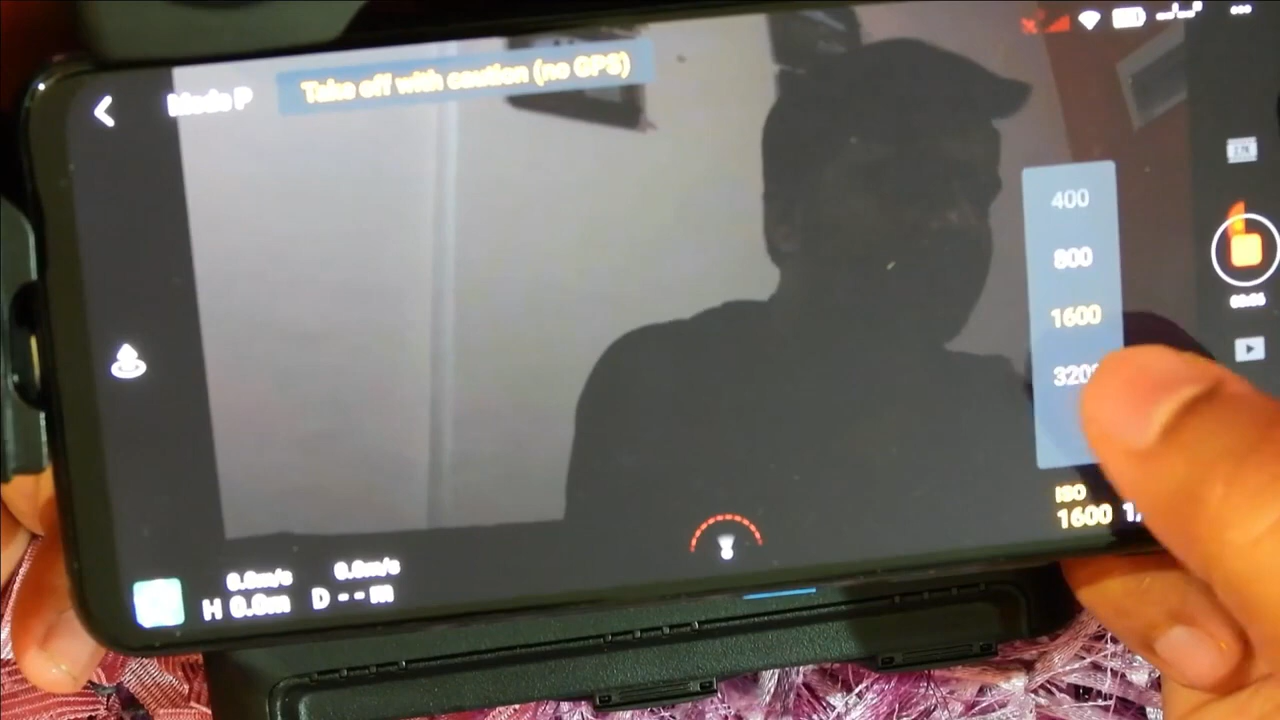 Mode P
Take off with caution (no GPS)
400
800
1600
ISO
1600
0.0m/s
0.0m/s
H 0.0m
D -- m